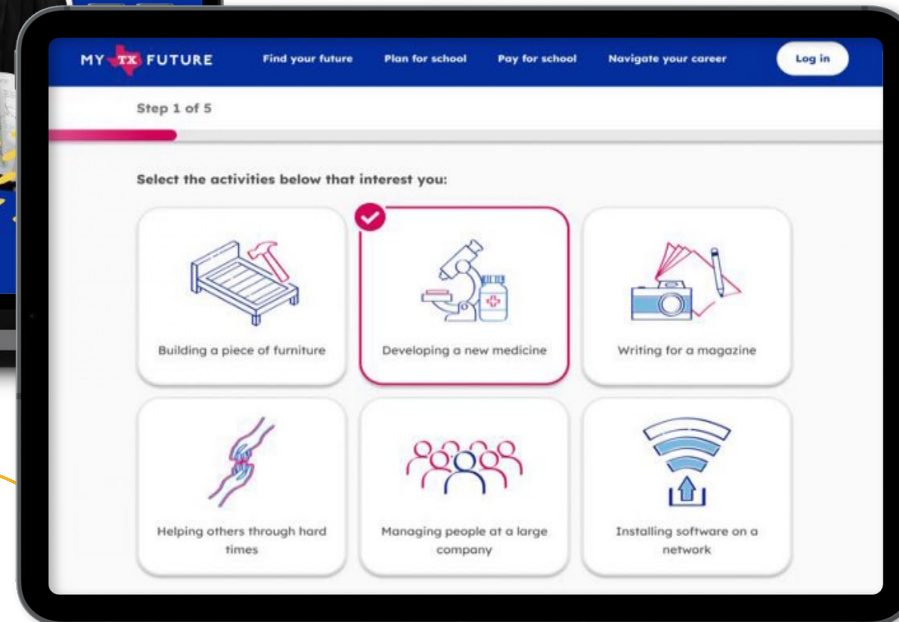 MY TX FUTURE
Find your future
Plan for school
Pay for school
Navigate your career
Log in
Step 1 of 5
Select the activities below that interest you:
Building a piece of furniture
Developing a new medicine
Writing for a magazine
Helping others through hard
times
Managing people at a large
company
Installing software on a
network